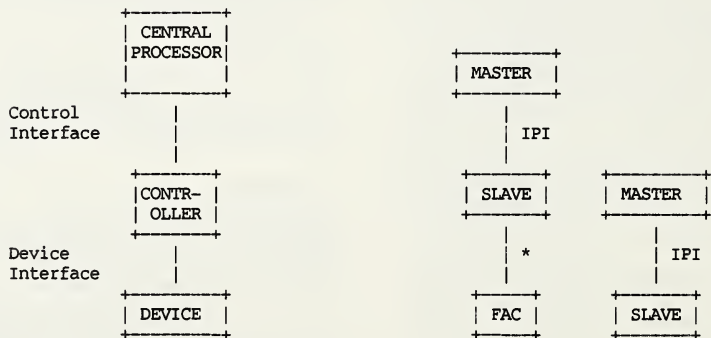 CENTRAL
PROCESSOR
MASTER
Control
Interface
IPI
CONTR-
OLLER
SLAVE
MASTER
Device
Interface
*
IPI
DEVICE
FAC
SLAVE